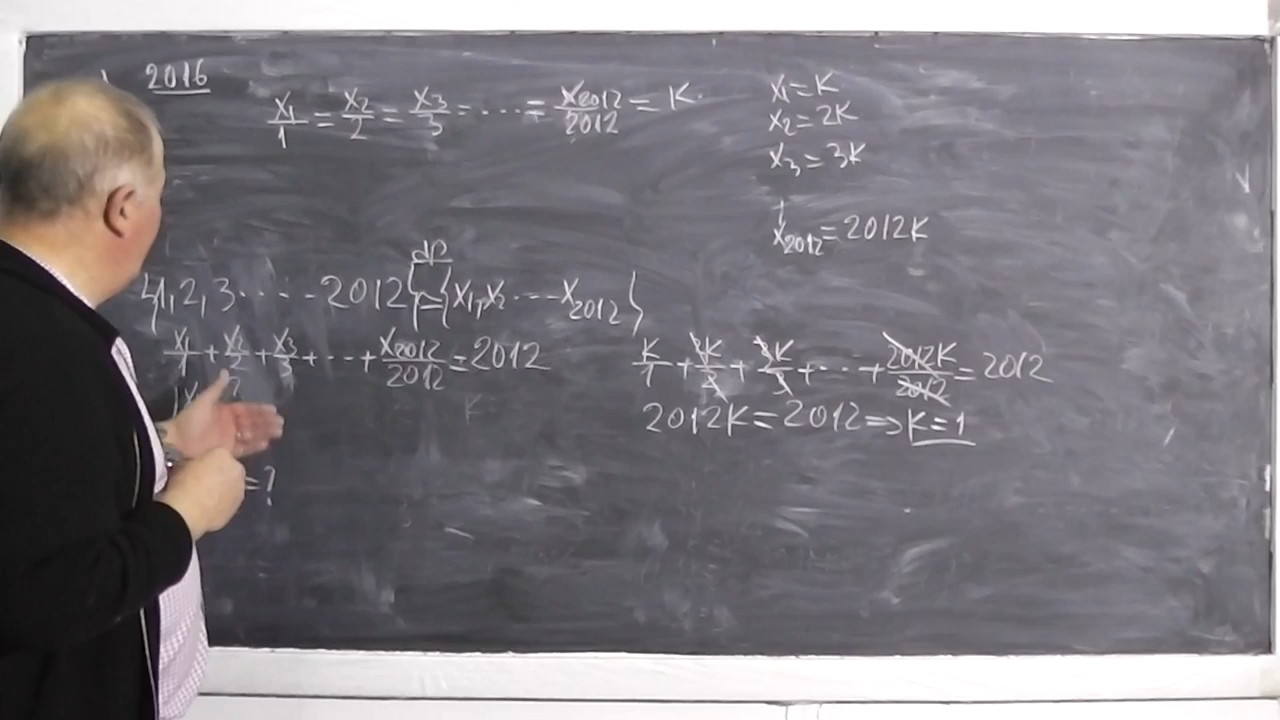 2016
x₁/1 = x₂/2 = x₃/3 = ..... = x₂₀₁₂/2012 = K.
x₁=K
x₂=2K
x₃=3K
x₂₀₁₂=2012K
dp
{1, 2, 3 ..... 2012} = {x₁, x₂ .... x₂₀₁₂}
x₁/1 + x₂/2 + x₃/3 + ... + x₂₀₁₂/2012 = 2012
=?
K/1 + 2K/2 + 3K/3 + ... + 2012K/2012 = 2012
2012K = 2012 => K=1